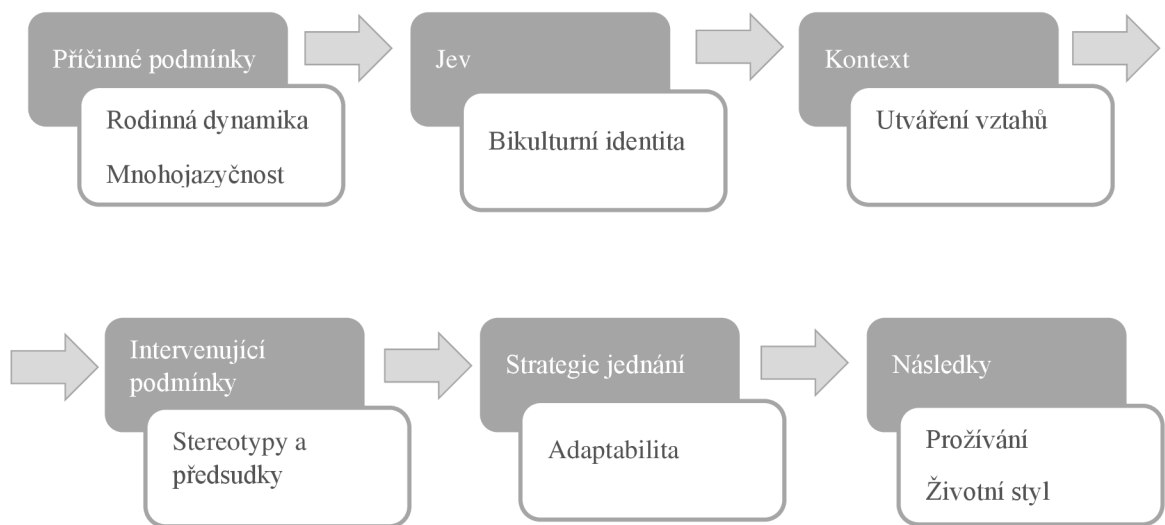 Příčinné podmínky
Rodinná dynamika
Mnohojazyčnost
Jev
Bikulturní identita
Kontext
Utváření vztahů
Intervenující
podmínky
Stereotypy a
předsudky
Strategie jednání
Adaptabilita
Následky
Prožívání
Životní styl